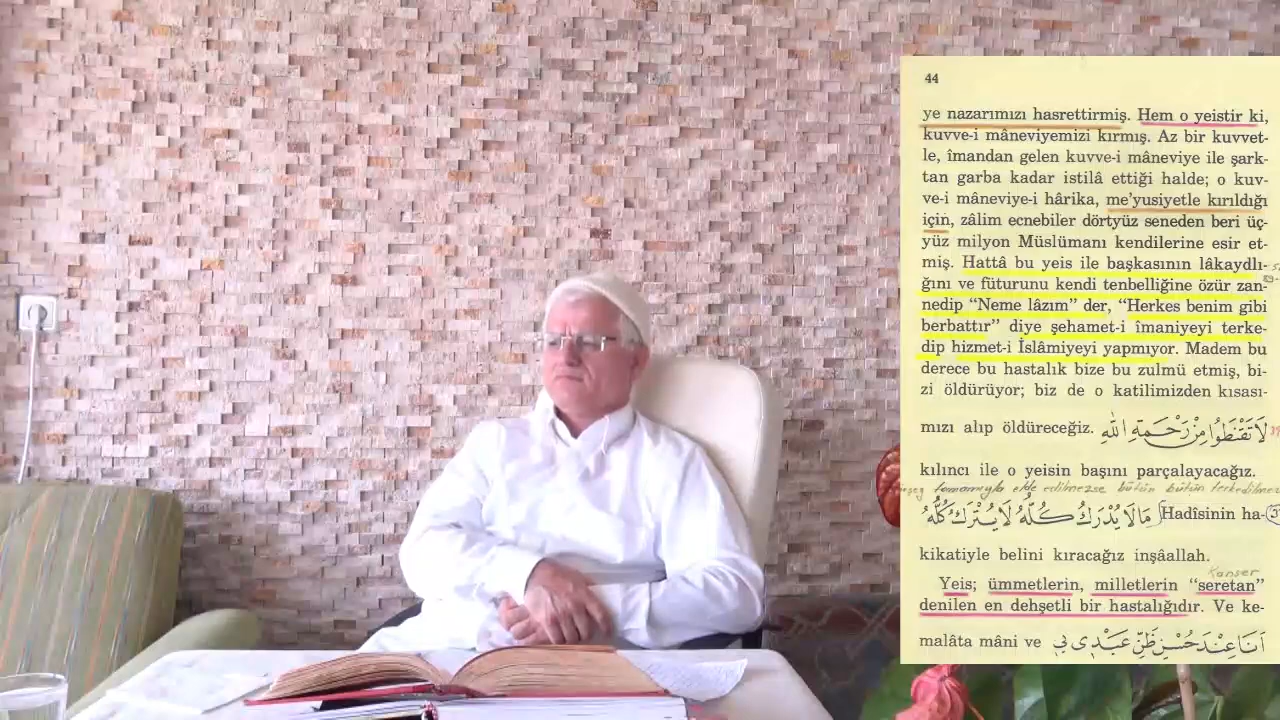 44
ye nazarımızı hasrettirmiş. Hem o yeistir ki,
kuvve-i mâneviyemizi kırmış. Az bir kuvvet-
le, îmandan gelen kuvve-i mâneviye ile şark-
tan garba kadar istilâ ettiği halde; o kuv-
ve-i mâneviye-i hârika, me'yusiyetle kırıldığı
için, zâlim ecnebiler dörtyüz seneden beri üç-
yüz milyon Müslümanı kendilerine esir et-
miş. Hattâ bu yeis ile başkasının lâkaydlı-
ğını ve füturunu kendi tenbelliğine özür zan-
nedip “Neme lâzım” der, “Herkes benim gibi
berbattır” diye şehamet-i îmaniyeyi terke-
dip hizmet-i İslâmiyeyi yapmıyor. Madem bu
derece bu hastalık bize bu zulmü etmiş, bi-
zi öldürüyor; biz de o katilimizden kısası-
mızı alıp öldüreceğiz. لَا تَقْنَطُوا مِنْ رَحْمَةِ اللّٰهِ
kılıncı ile o yeisin başını parçalayacağız.
tamamıyla elde edilmezse bütün bütün terkedilmez
مَا لَا يُدْرَكُ كُلُّهُ لَا يُتْرَكُ كُلُّهُ Hadîsinin ha-
kikatiyle belini kıracağız inşâallah.
Kanser
Yeis; ümmetlerin, milletlerin “seretan”
denilen en dehşetli bir hastalığıdır. Ve ke-
malâta mâni ve اَنَا عِنْدَ حُسْنِ ظَنِّ عَبْدِى بِى